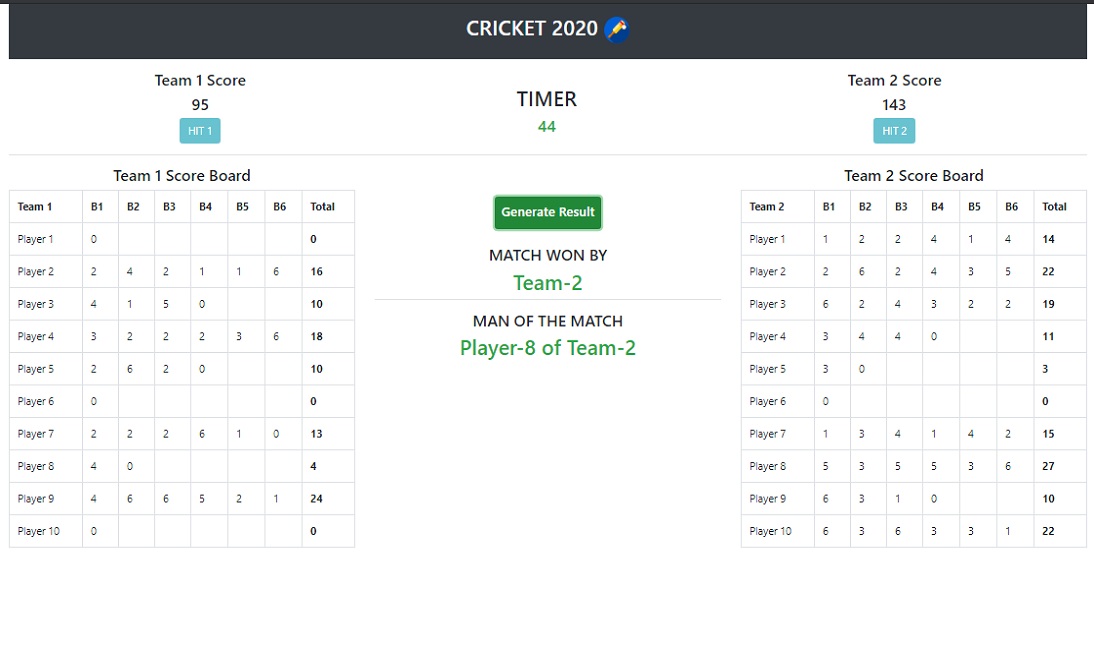 CRICKET 2020
Team 1 Score
95
HIT 1
TIMER
44
Team 2 Score
143
HIT 2
Team 1 Score Board
Team 1 B1 B2 B3 B4 B5 B6 Total
Player 1 0 0
Player 2 2 4 2 1 1 6 16
Player 3 4 1 5 0 10
Player 4 3 2 2 2 3 6 18
Player 5 2 6 2 0 10
Player 6 0 0
Player 7 2 2 2 6 1 0 13
Player 8 4 0 4
Player 9 4 6 6 5 2 1 24
Player 10 0 0
Generate Result
MATCH WON BY
Team-2
MAN OF THE MATCH
Player-8 of Team-2
Team 2 Score Board
Team 2 B1 B2 B3 B4 B5 B6 Total
Player 1 1 2 2 4 1 4 14
Player 2 2 6 2 4 3 5 22
Player 3 6 2 4 3 2 2 19
Player 4 3 4 4 0 11
Player 5 3 0 3
Player 6 0 0
Player 7 1 3 4 1 4 2 15
Player 8 5 3 5 5 3 6 27
Player 9 6 3 1 0 10
Player 10 6 3 6 3 3 1 22